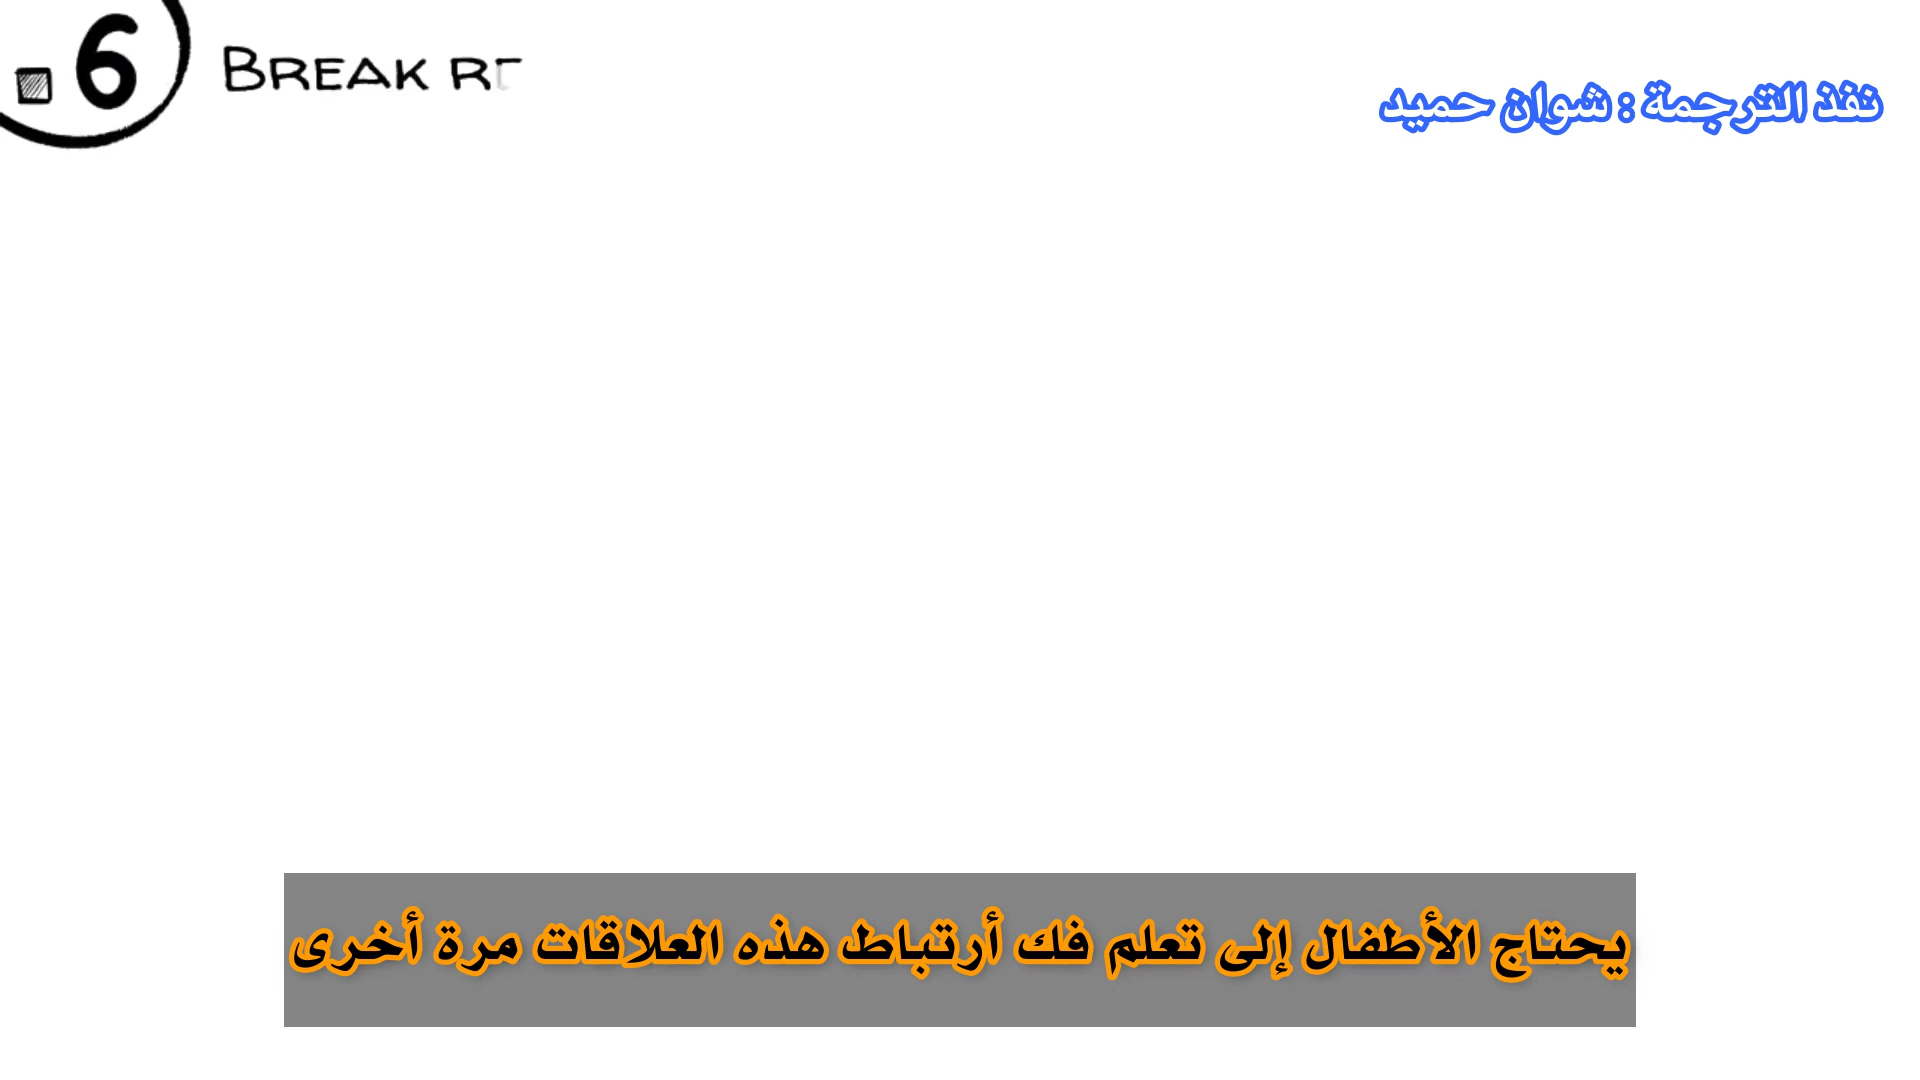 6
BREAK
نفذ الترجمة : شوان حميد
يحتاج الأطفال إلى تعلم فك أرتباط هذه العلاقات مرة أخرى